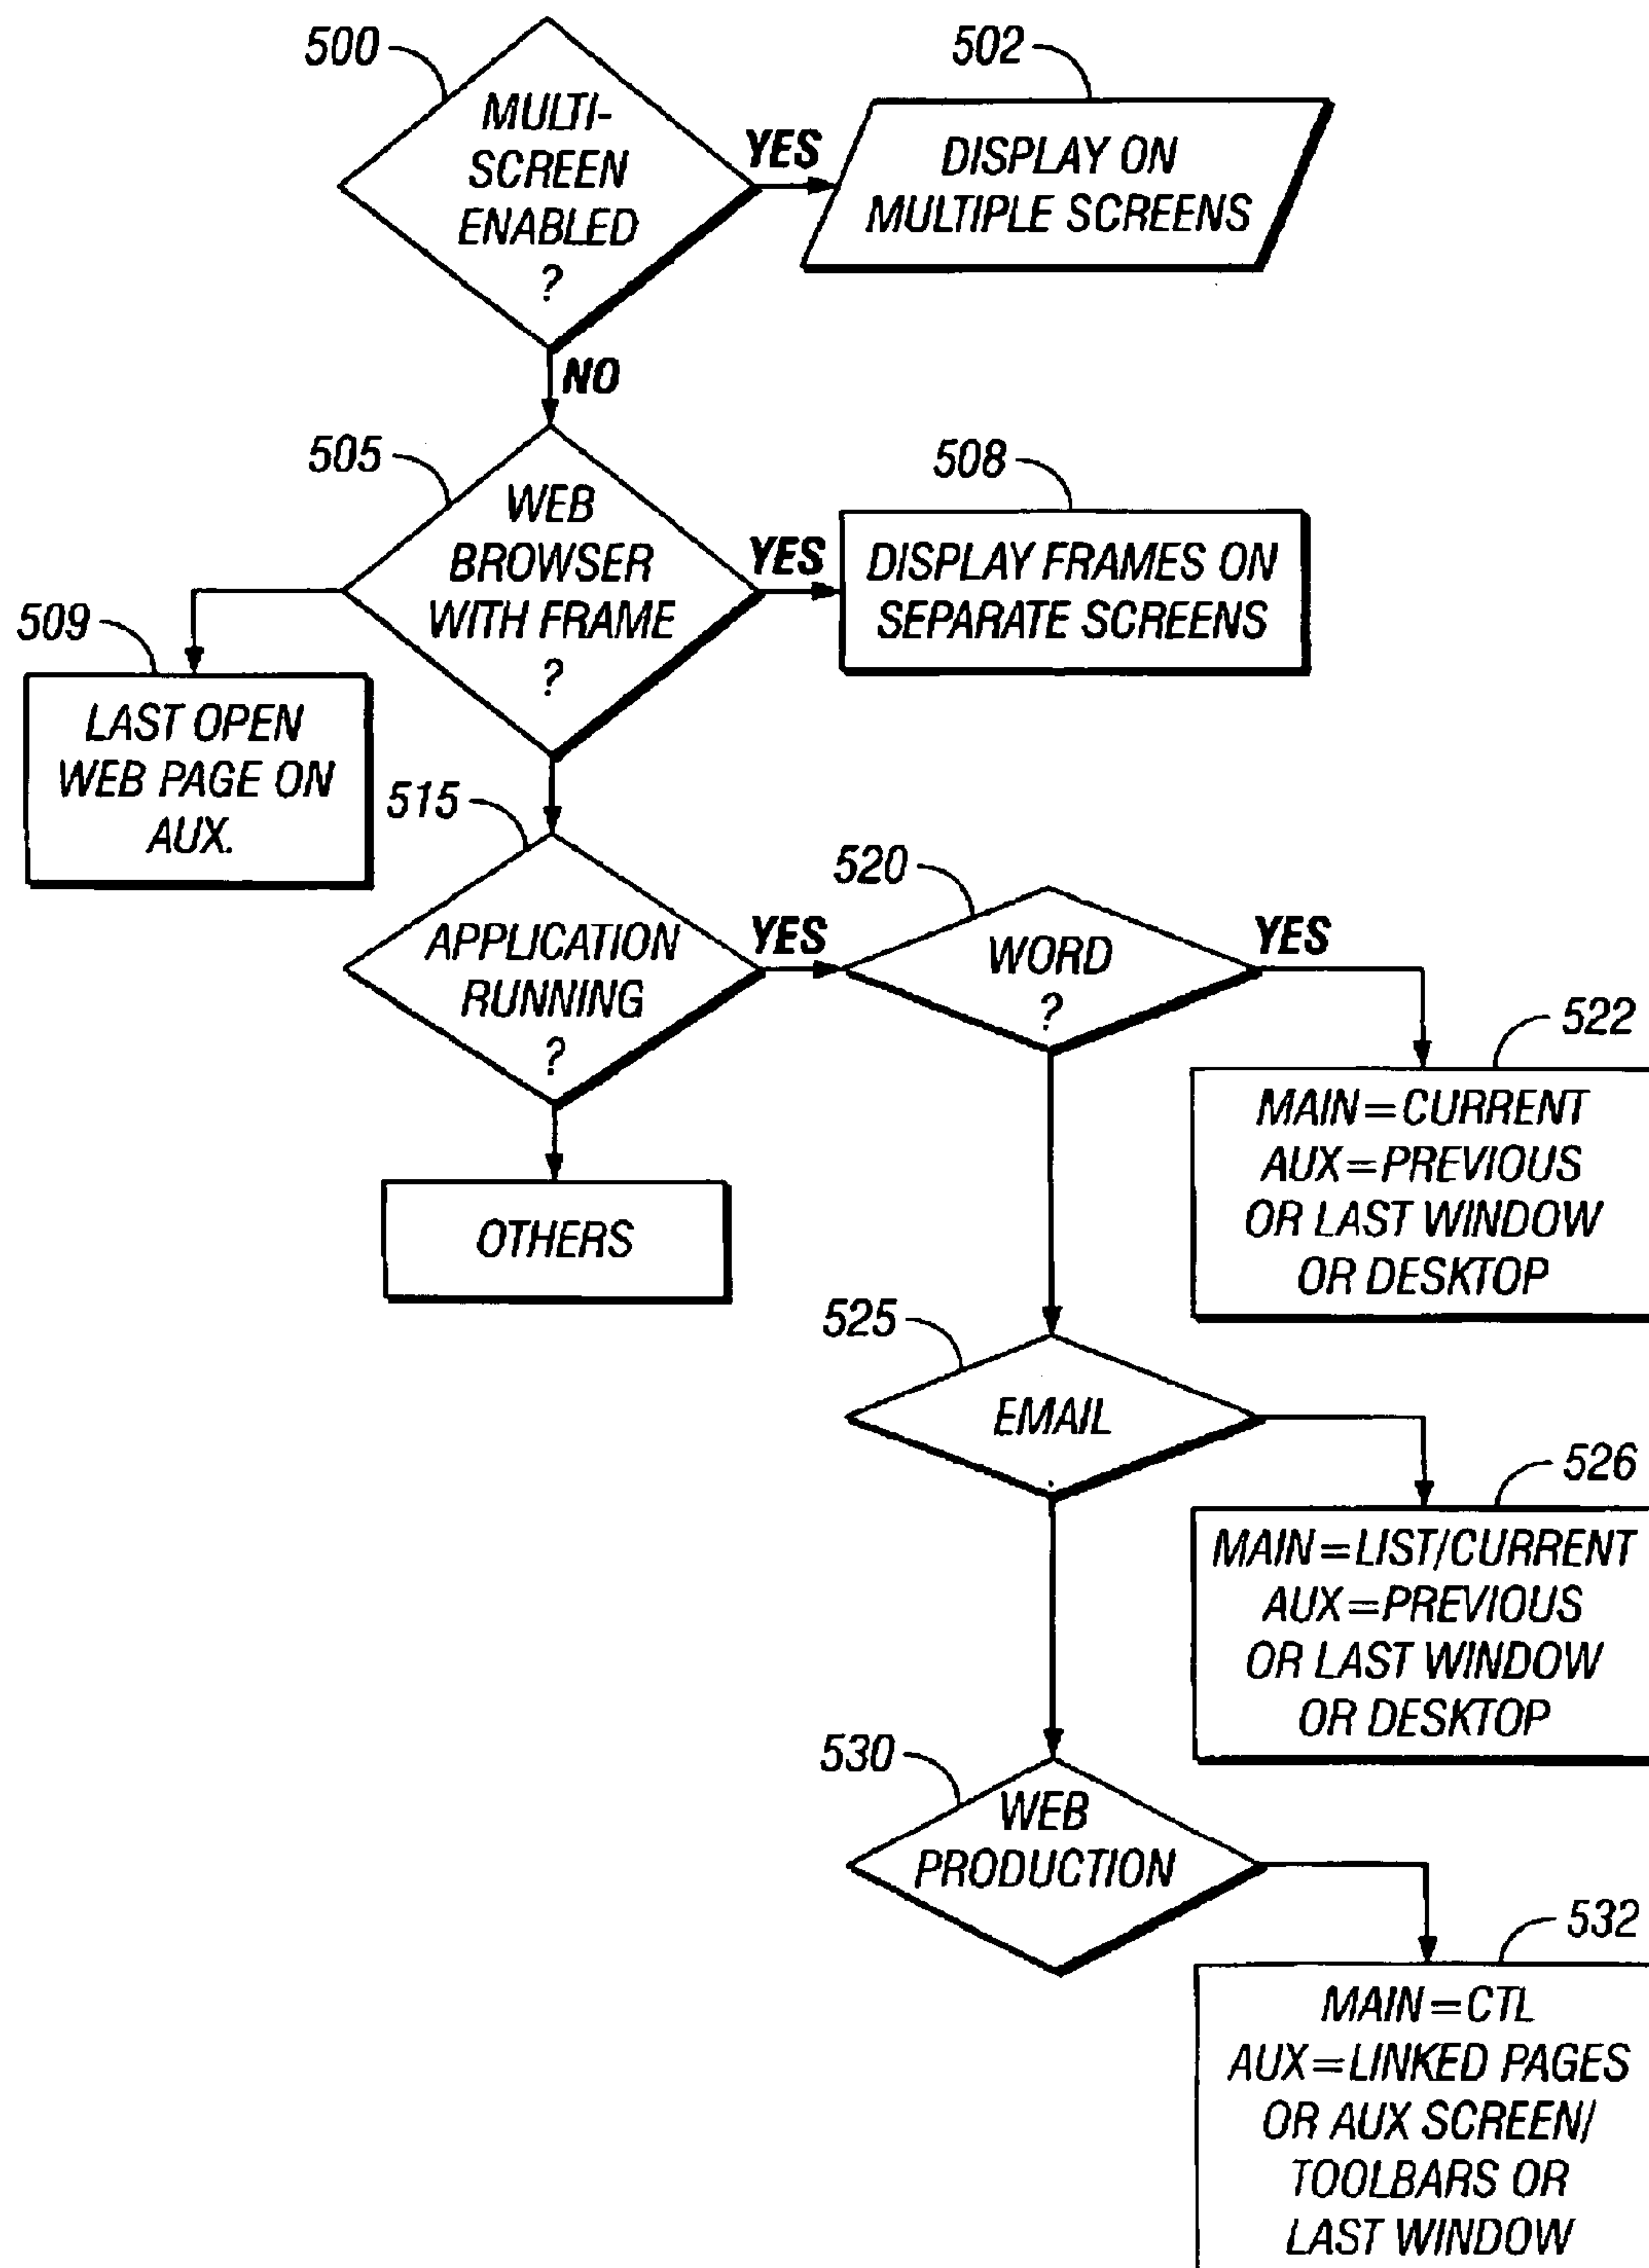 500
MULTI-
SCREEN
ENABLED
?
YES
502
DISPLAY ON
MULTIPLE SCREENS
NO
505
WEB
BROWSER
WITH FRAME
?
YES
508
DISPLAY FRAMES ON
SEPARATE SCREENS
509
LAST OPEN
WEB PAGE ON
AUX.
515
APPLICATION
RUNNING
?
YES
520
WORD
?
YES
522
MAIN=CURRENT
AUX=PREVIOUS
OR LAST WINDOW
OR DESKTOP
OTHERS
525
EMAIL
526
MAIN=LIST/CURRENT
AUX=PREVIOUS
OR LAST WINDOW
OR DESKTOP
530
WEB
PRODUCTION
532
MAIN=CTL
AUX=LINKED PAGES
OR AUX SCREEN/
TOOLBARS OR
LAST WINDOW